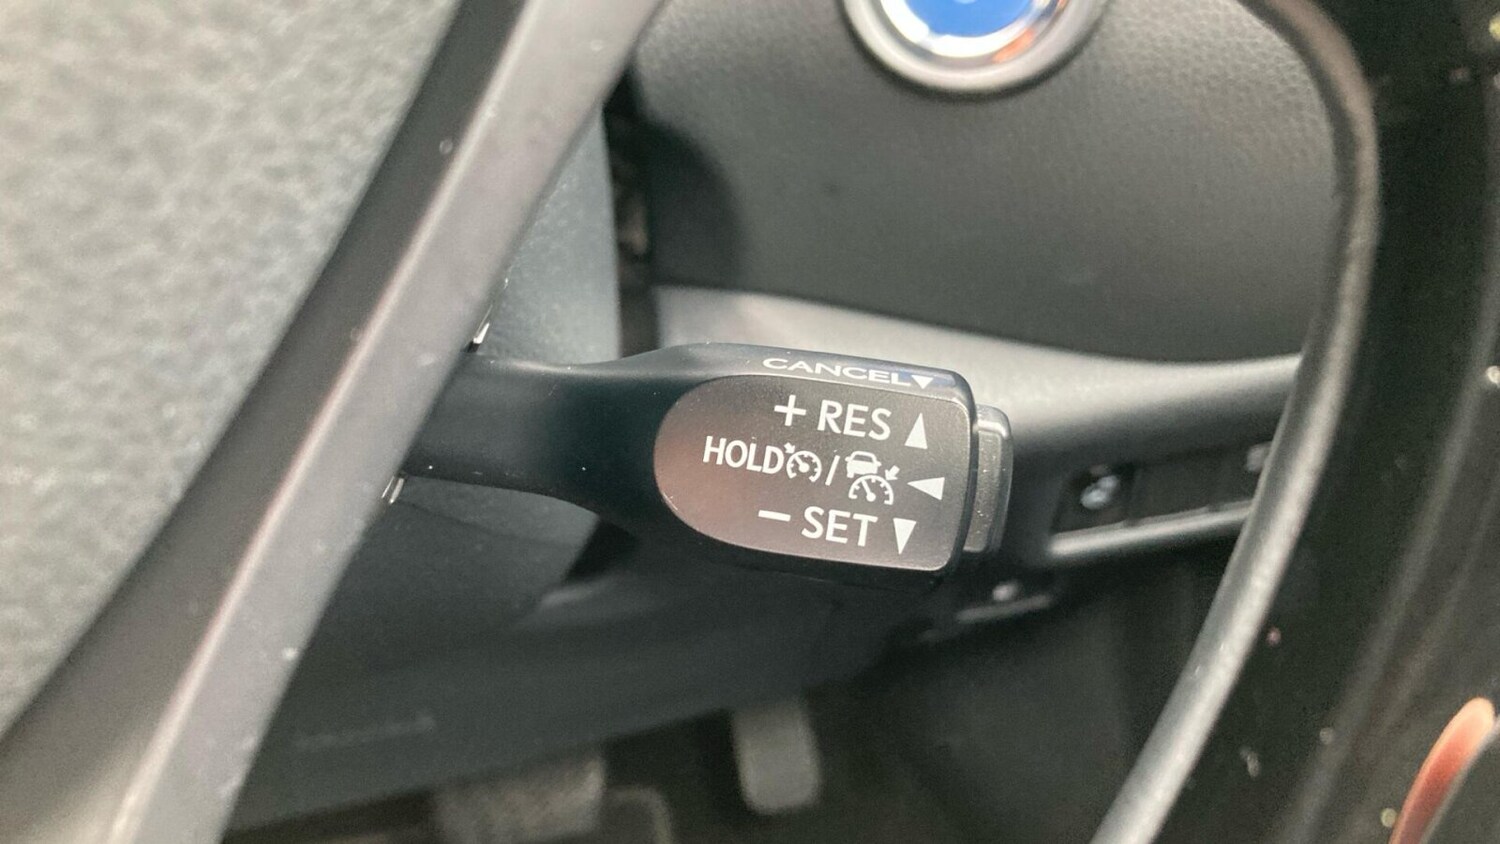 CANCEL▼
+ RES ▲
HOLD / ◀
− SET ▼